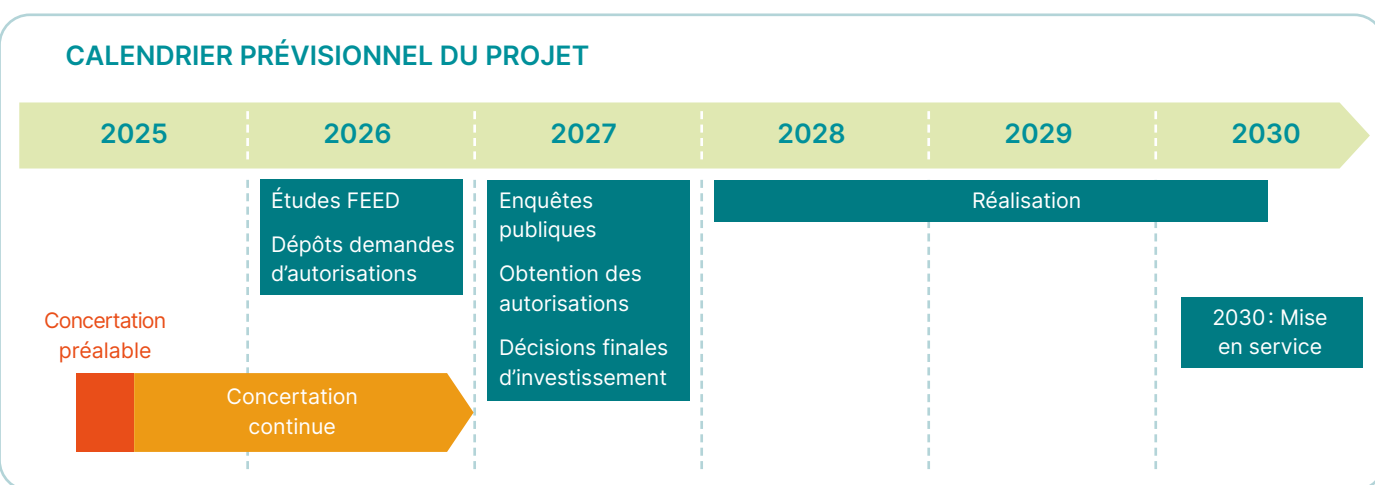 CALENDRIER PRÉVISIONNEL DU PROJET
2025
2026
2027
2028
2029
2030
Études FEED
Dépôts demandes
d’autorisations
Enquêtes
publiques
Obtention des
autorisations
Décisions finales
d’investissement
Réalisation
2030 : Mise
en service
Concertation
préalable
Concertation
continue